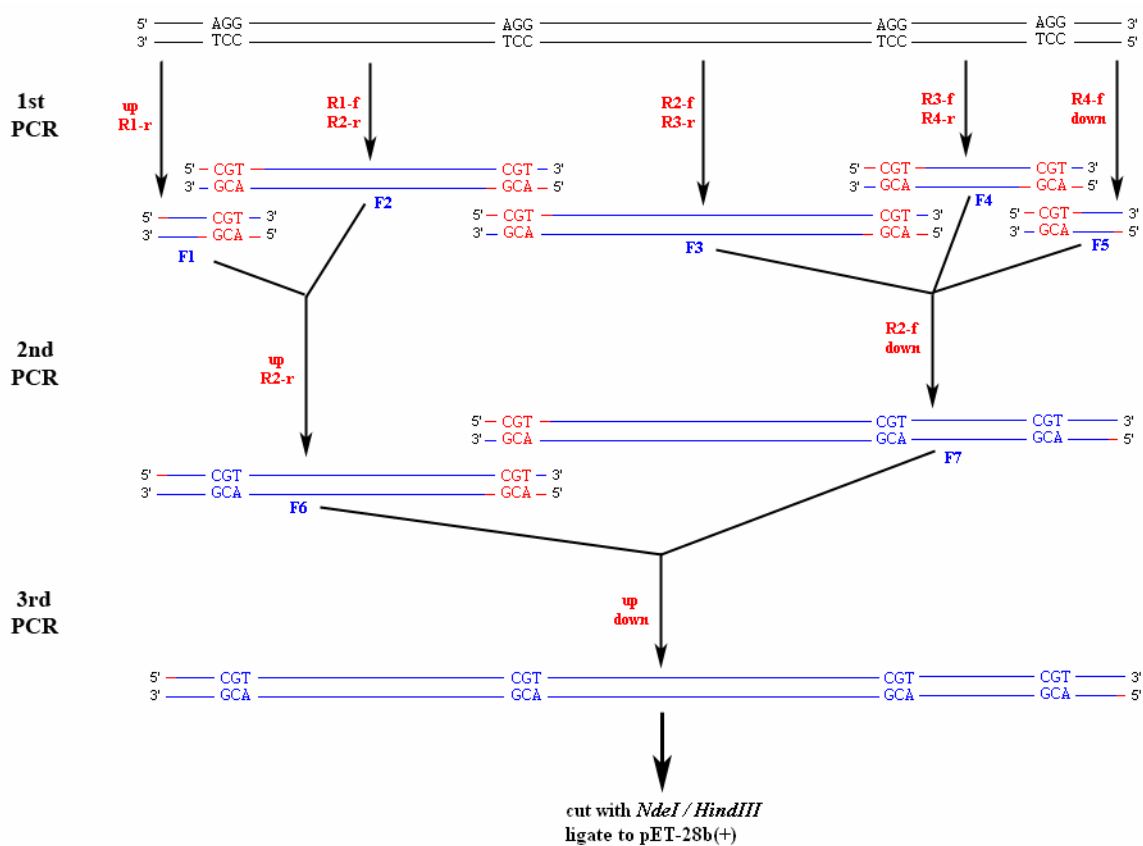 5' AGG AGG AGG AGG 3'
3' TCC TCC TCC TCC 5'
1st
PCR
up
R1-r
R1-f
R2-r
R2-f
R3-r
R3-f
R4-r
R4-f
down
5' CGT CGT 3'
3' GCA GCA 5'
F2
5' CGT CGT 3'
3' GCA GCA 5'
F4
5' CGT 3'
3' GCA 5'
F1
5' CGT CGT 3'
3' GCA GCA 5'
F3
5' CGT 3'
3' GCA 5'
F5
2nd
PCR
up
R2-r
R2-f
down
5' CGT CGT CGT 3'
3' GCA GCA GCA 5'
F7
5' CGT CGT 3'
3' GCA GCA 5'
F6
3rd
PCR
up
down
5' CGT CGT CGT CGT 3'
3' GCA GCA GCA GCA 5'
cut with NdeI / HindIII
ligate to pET-28b(+)